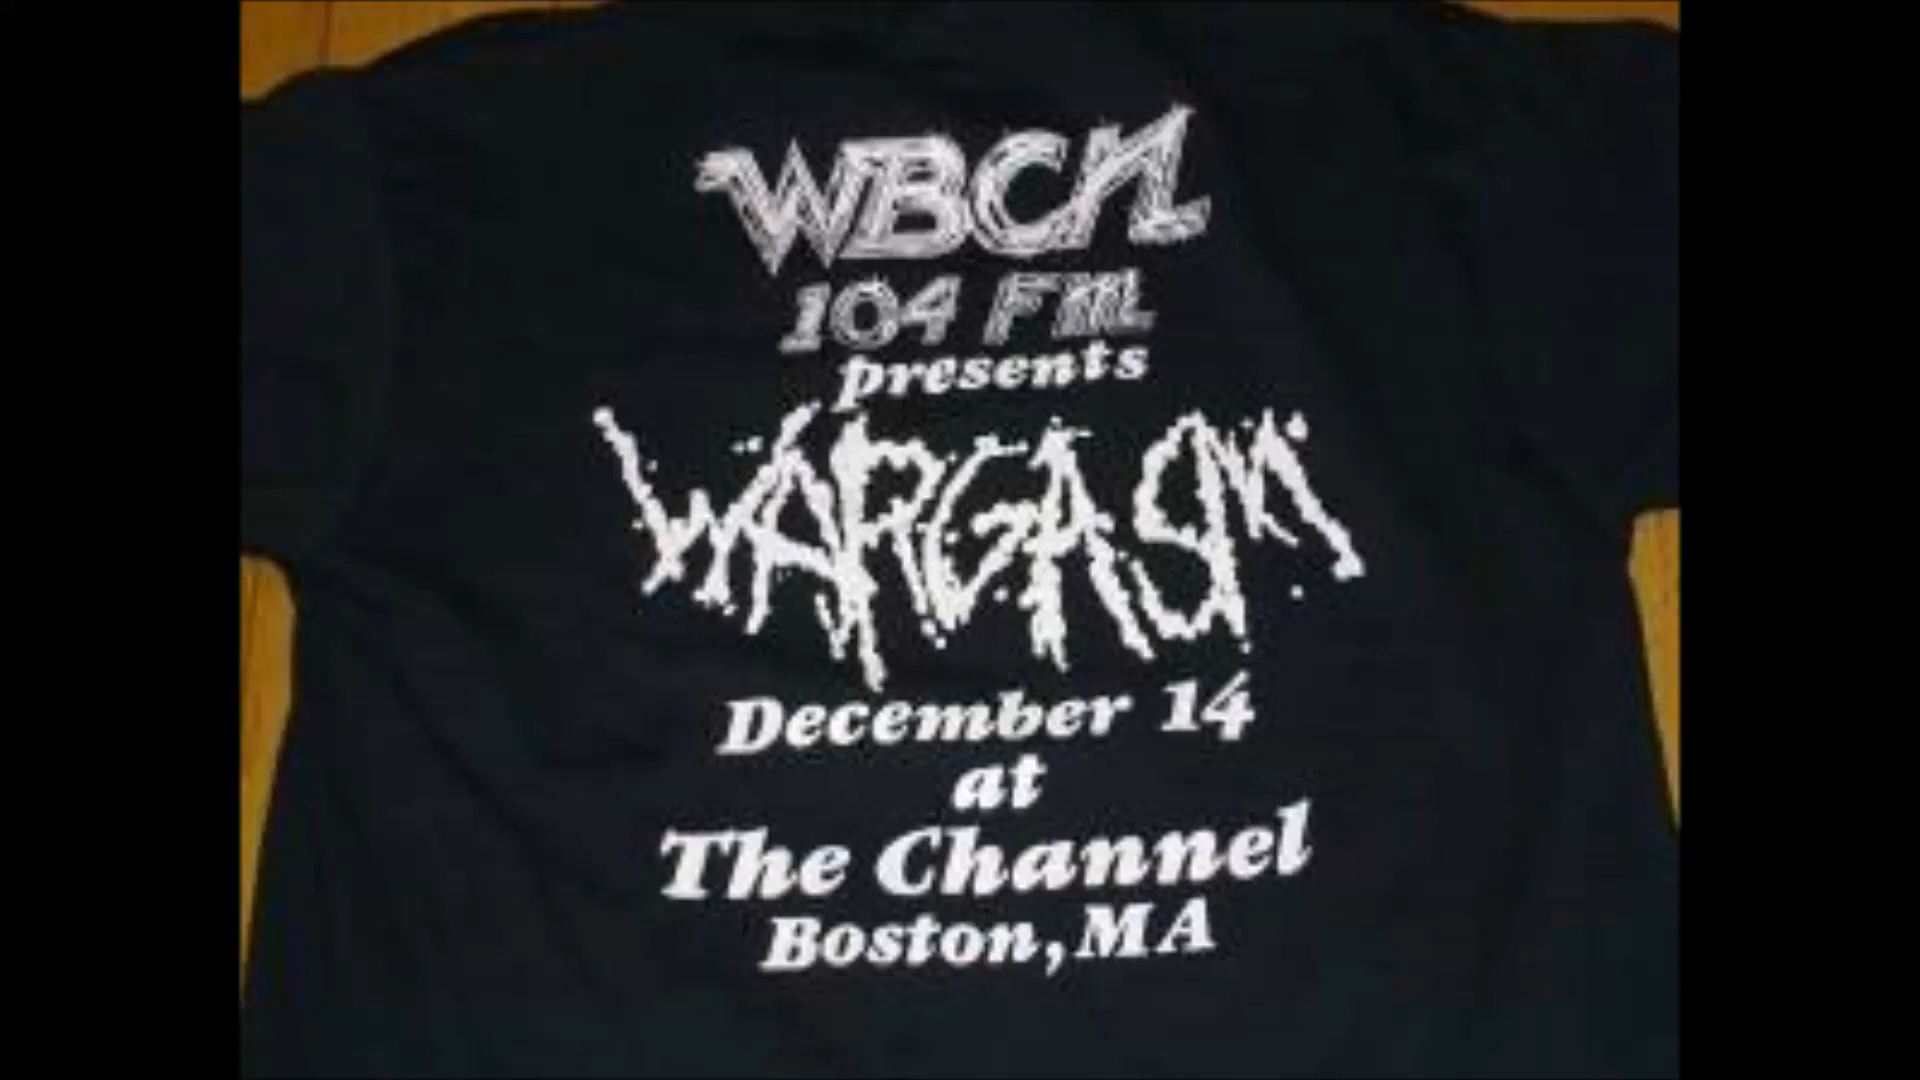 WBCN
104 FM
presents
WARGASM
December 14
at
The Channel
Boston, MA